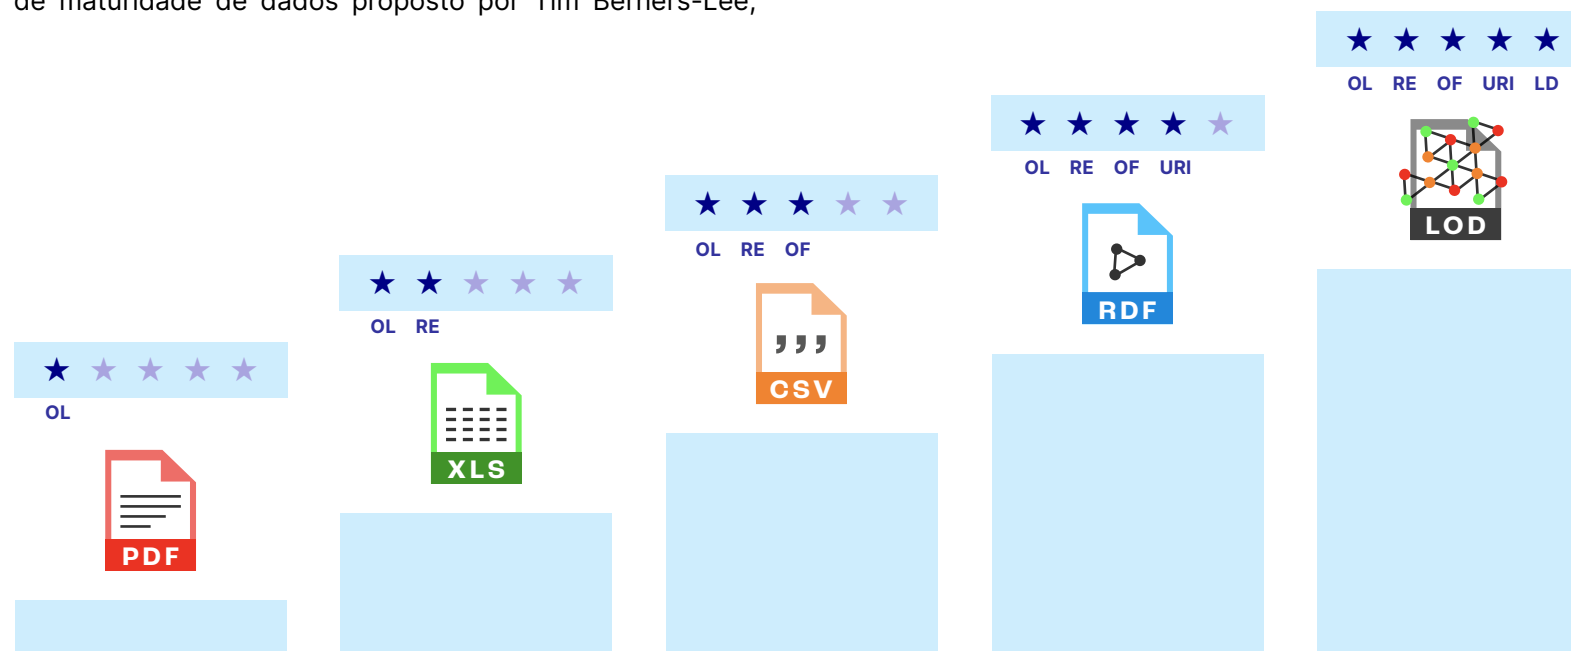 de maturidade de dados proposto por Tim Berners-Lee,
★ ★ ★ ★ ★
OL RE OF URI LD
LOD
★ ★ ★ ★ ★
OL RE OF URI
RDF
★ ★ ★ ★ ★
OL RE OF
,,,
CSV
★ ★ ★ ★ ★
OL RE
XLS
★ ★ ★ ★ ★
OL
PDF